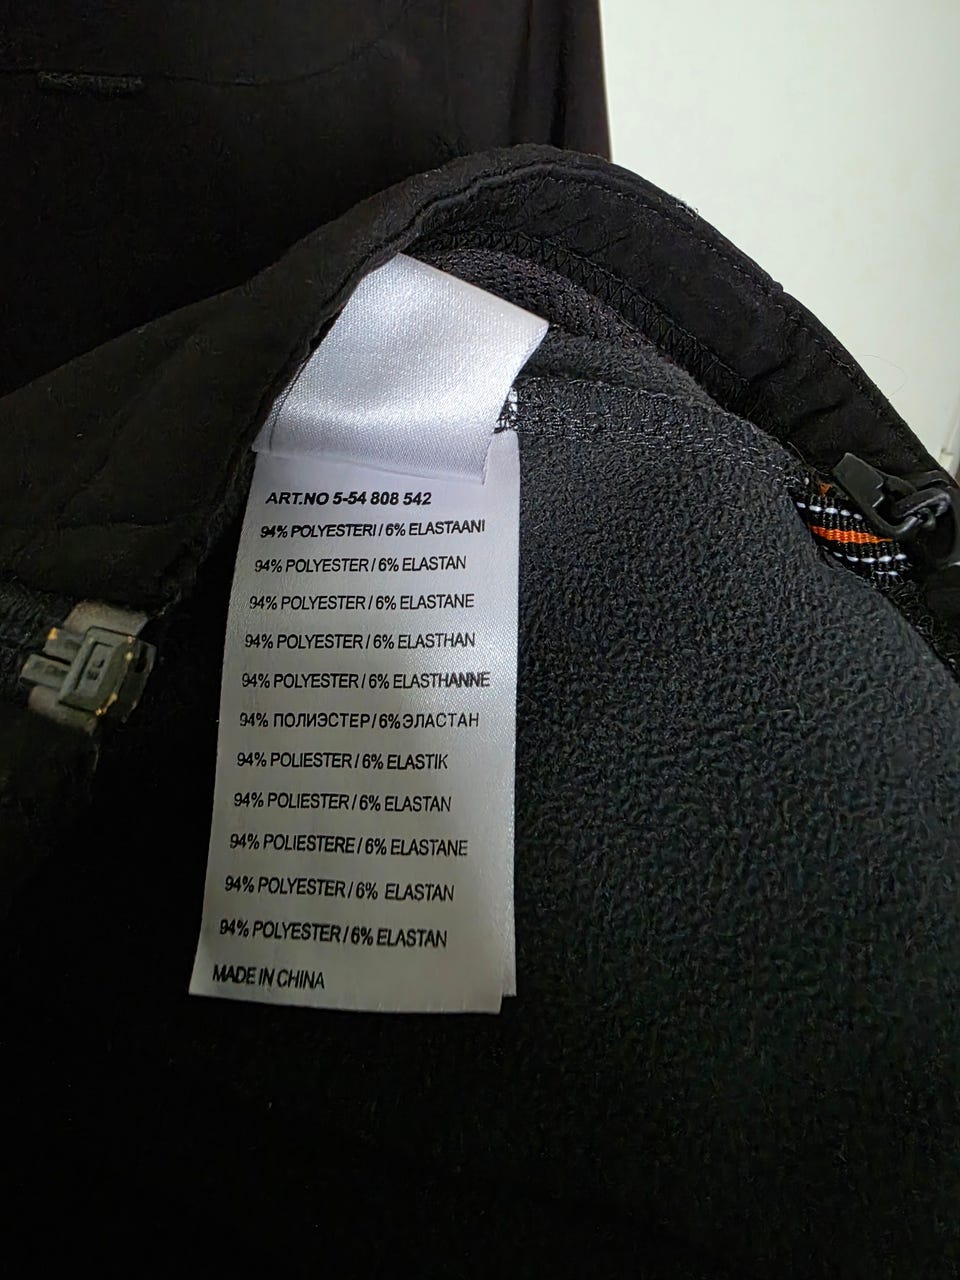 ART.NO 5-54 808 542
94% POLYESTERI / 6% ELASTAANI
94% POLYESTER / 6% ELASTAN
94% POLYESTER / 6% ELASTANE
94% POLYESTER / 6% ELASTHAN
94% POLYESTER / 6% ELASTHANNE
94% ПОЛИЭСТЕР / 6% ЭЛАСТАН
94% POLIESTER / 6% ELASTIK
94% POLIESTER / 6% ELASTAN
94% POLIESTERE / 6% ELASTANE
94% POLYESTER / 6% ELASTAN
94% POLYESTER / 6% ELASTAN
MADE IN CHINA